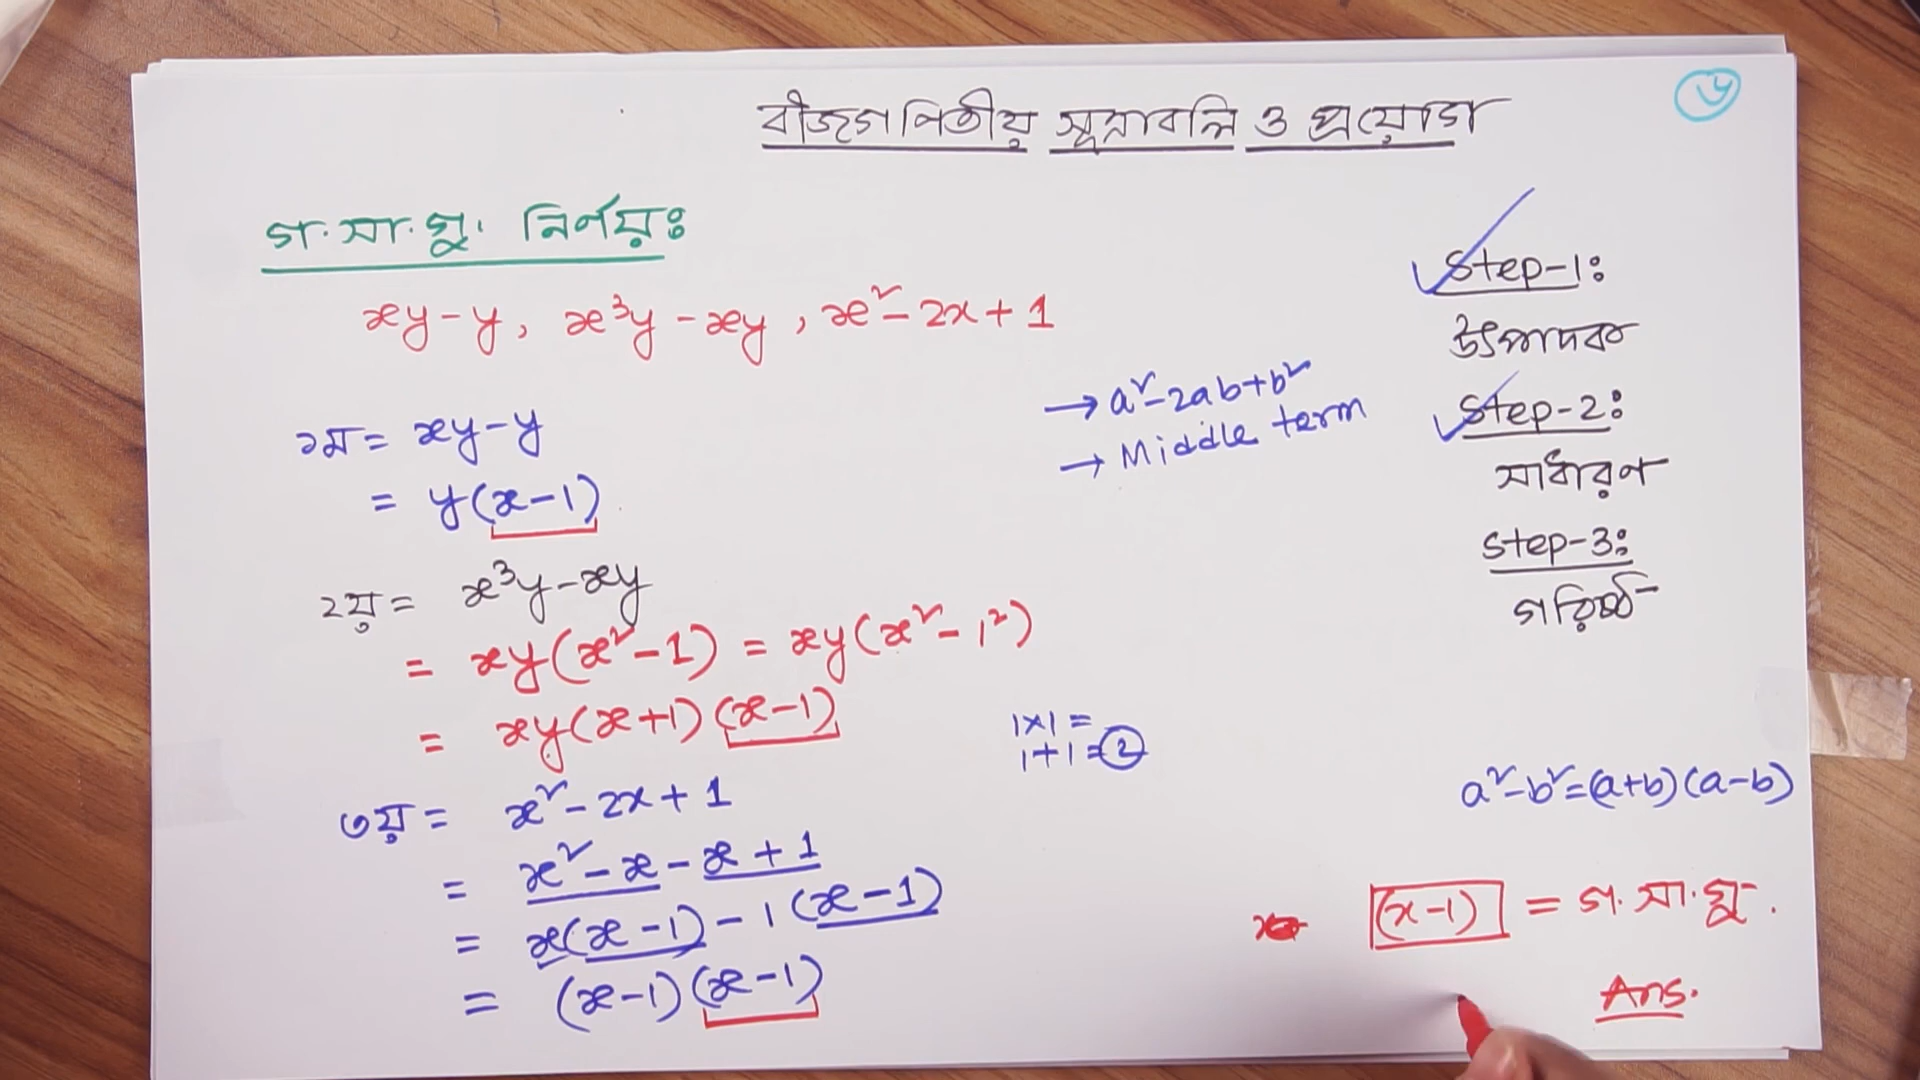 বীজগণিতীয় সূত্রাবলি ও প্রয়োগ
৬
গ.সা.গু. নির্ণয়ঃ
xy-y, x³y-xy, x²-2x+1
১ম = xy-y
= y(x-1)
২য় = x³y-xy
= xy(x²-1) = xy(x²-1²)
= xy(x+1)(x-1)
৩য় = x²-2x+1
= x²-x-x+1
= x(x-1)-1(x-1)
= (x-1)(x-1)
→ a²-2ab+b²
→ Middle term
1×1=
1+1=2
Step-1:
উৎপাদক
Step-2:
সাধারণ
Step-3:
গরিষ্ঠ
a²-b²=(a+b)(a-b)
(x-1) = গ.সা.গু.
Ans.